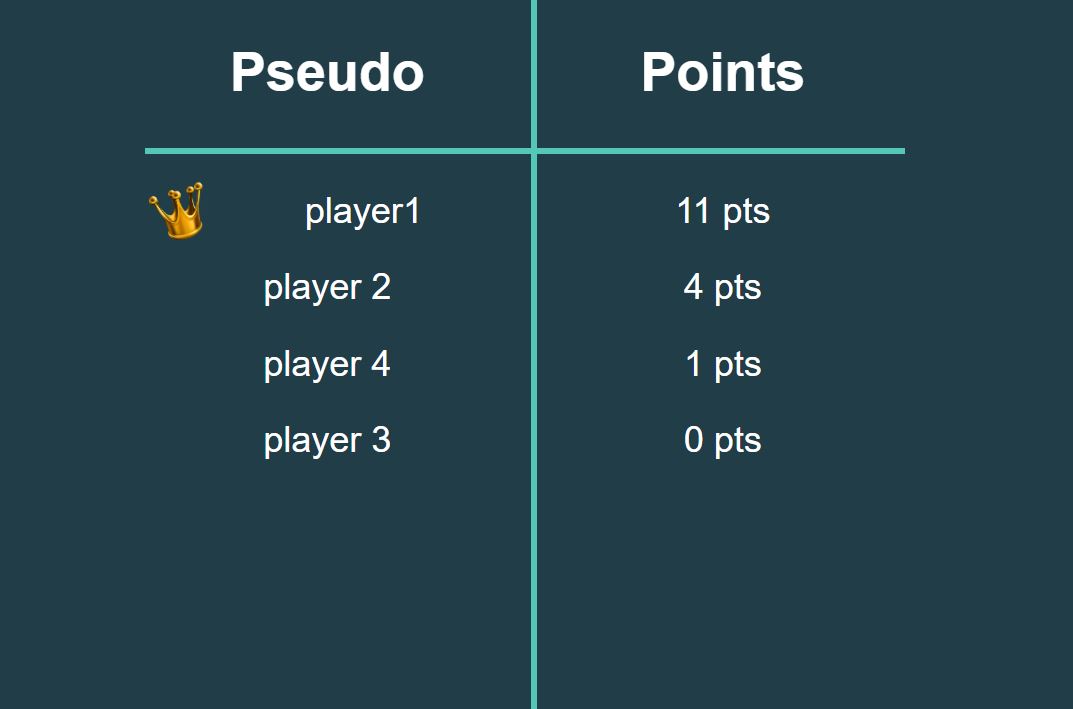 Pseudo Points
player1 11 pts
player 2 4 pts
player 4 1 pts
player 3 0 pts